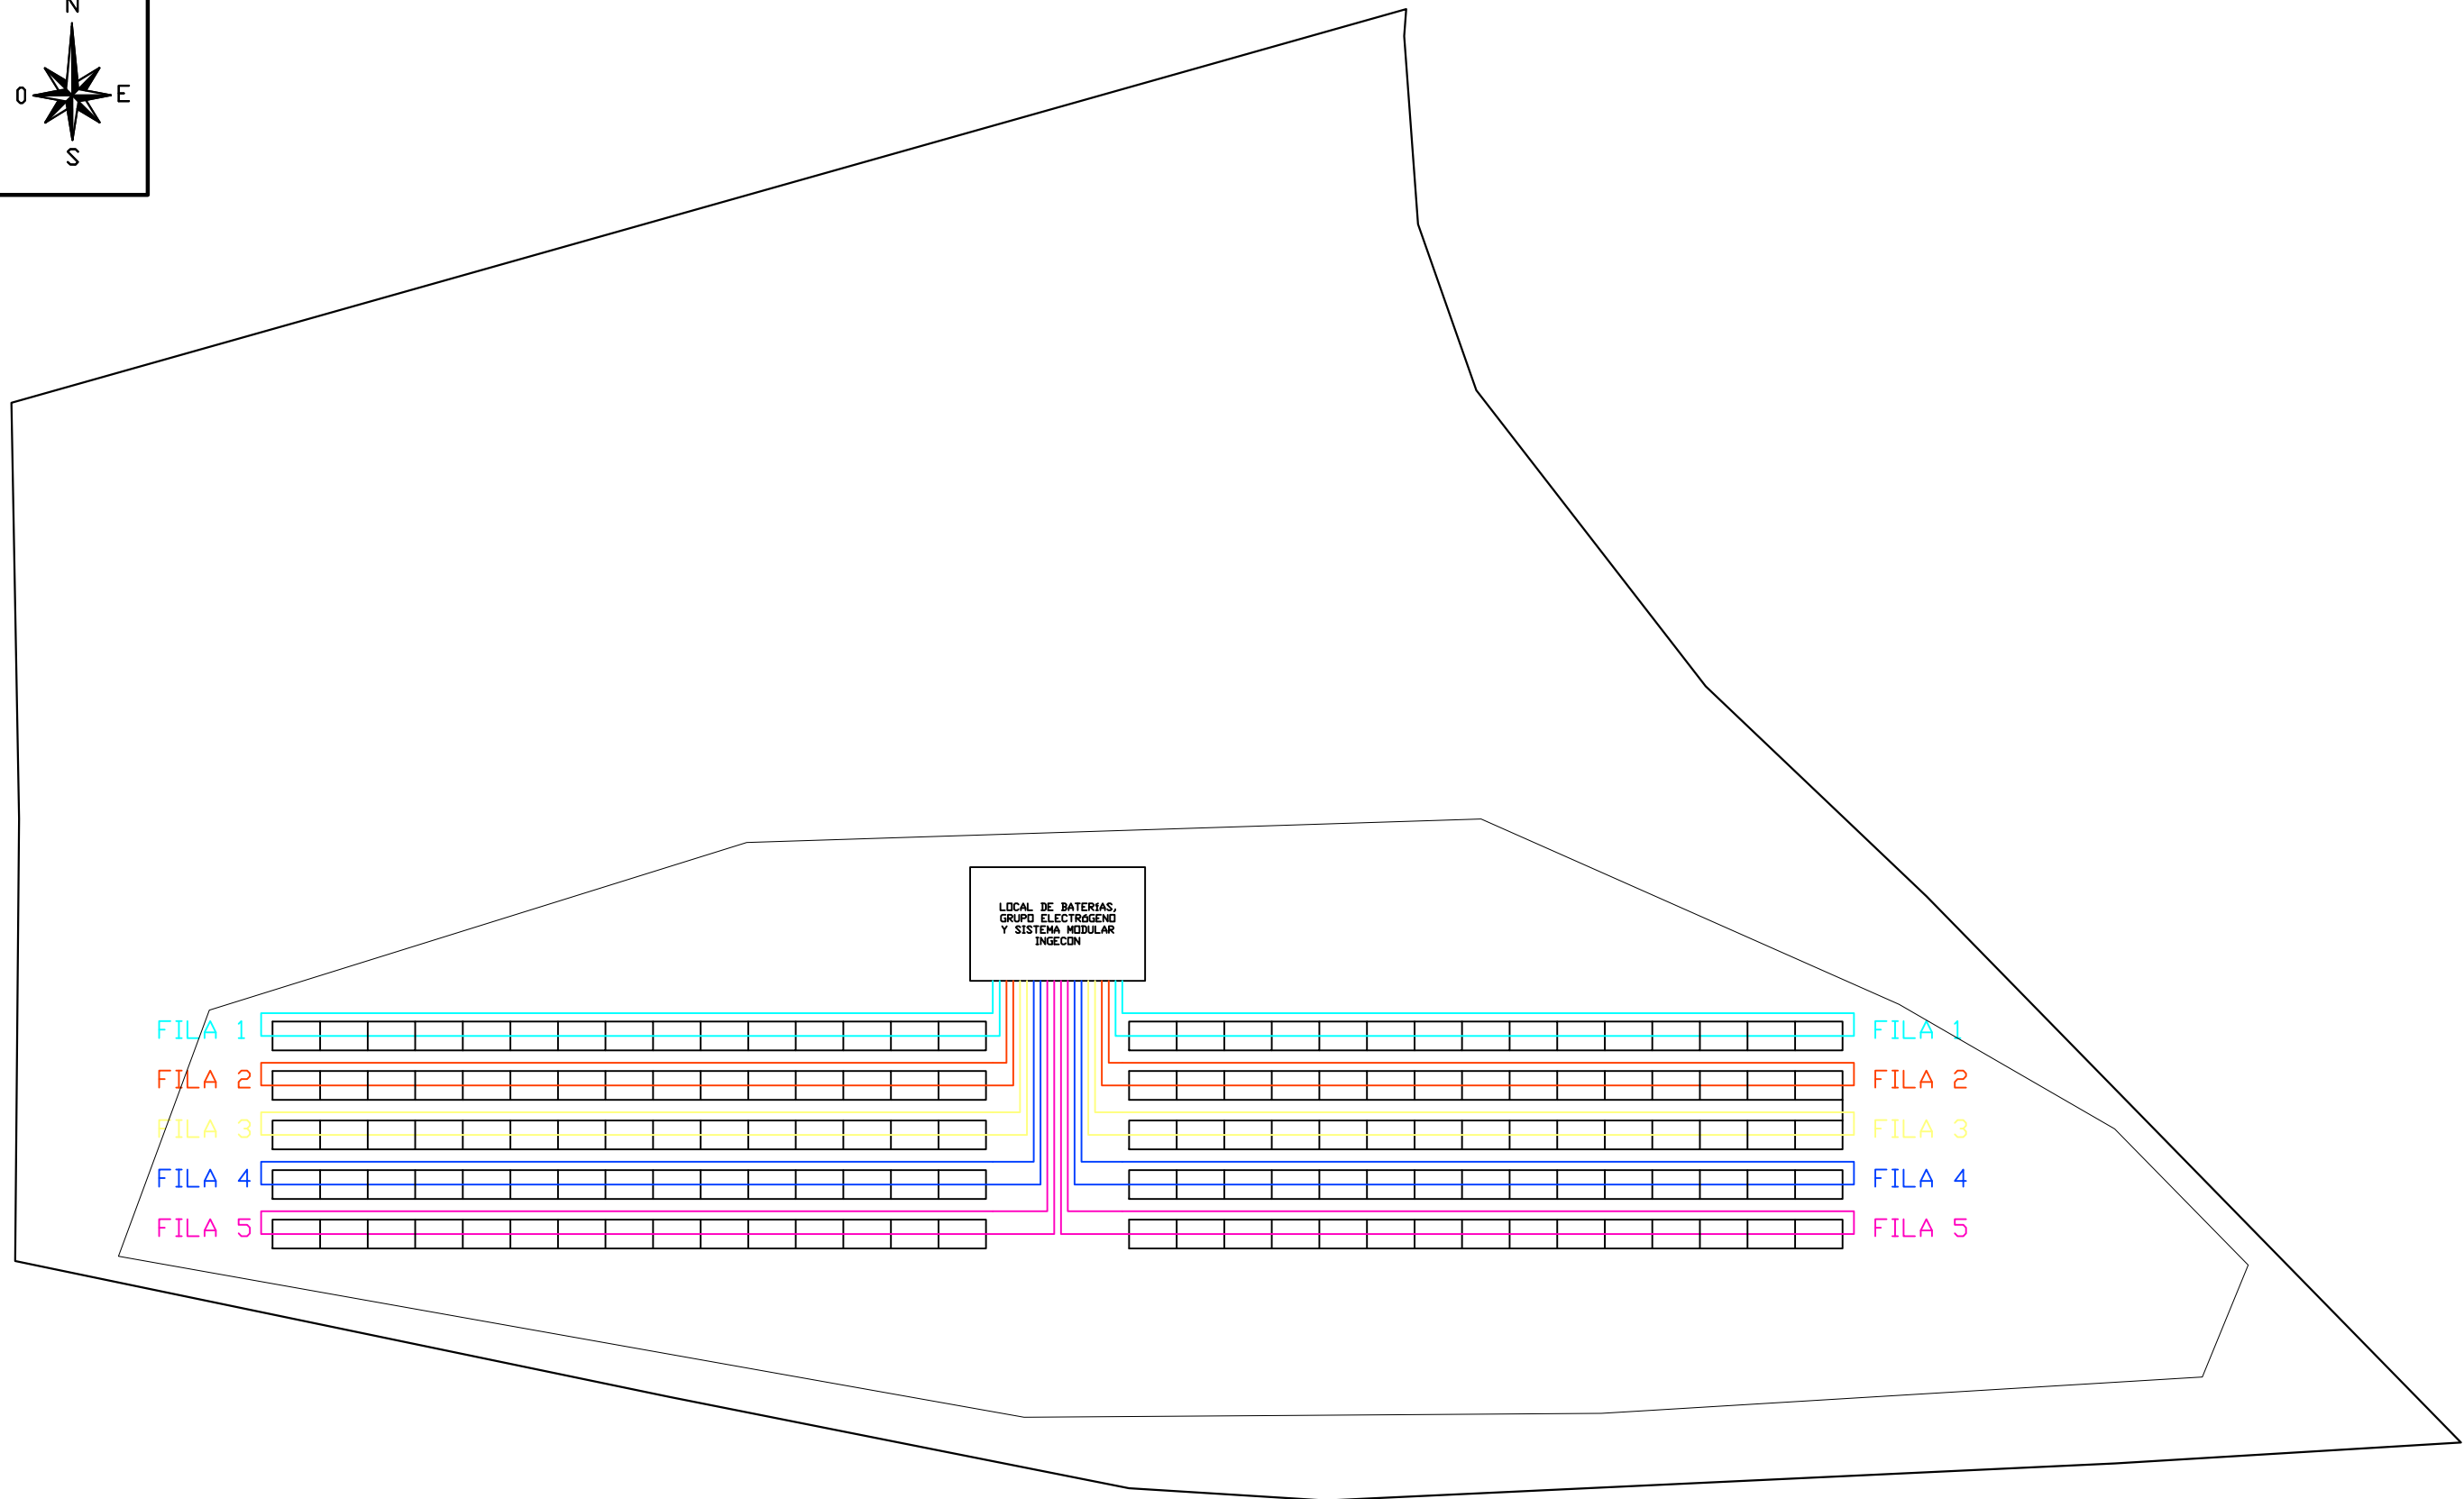 N
O E
S
LOCAL DE BATERÍAS,
GRUPO ELECTRÓGENO
Y SISTEMA MODULAR
INGECON
FILA 1 FILA 1
FILA 2 FILA 2
FILA 3 FILA 3
FILA 4 FILA 4
FILA 5 FILA 5